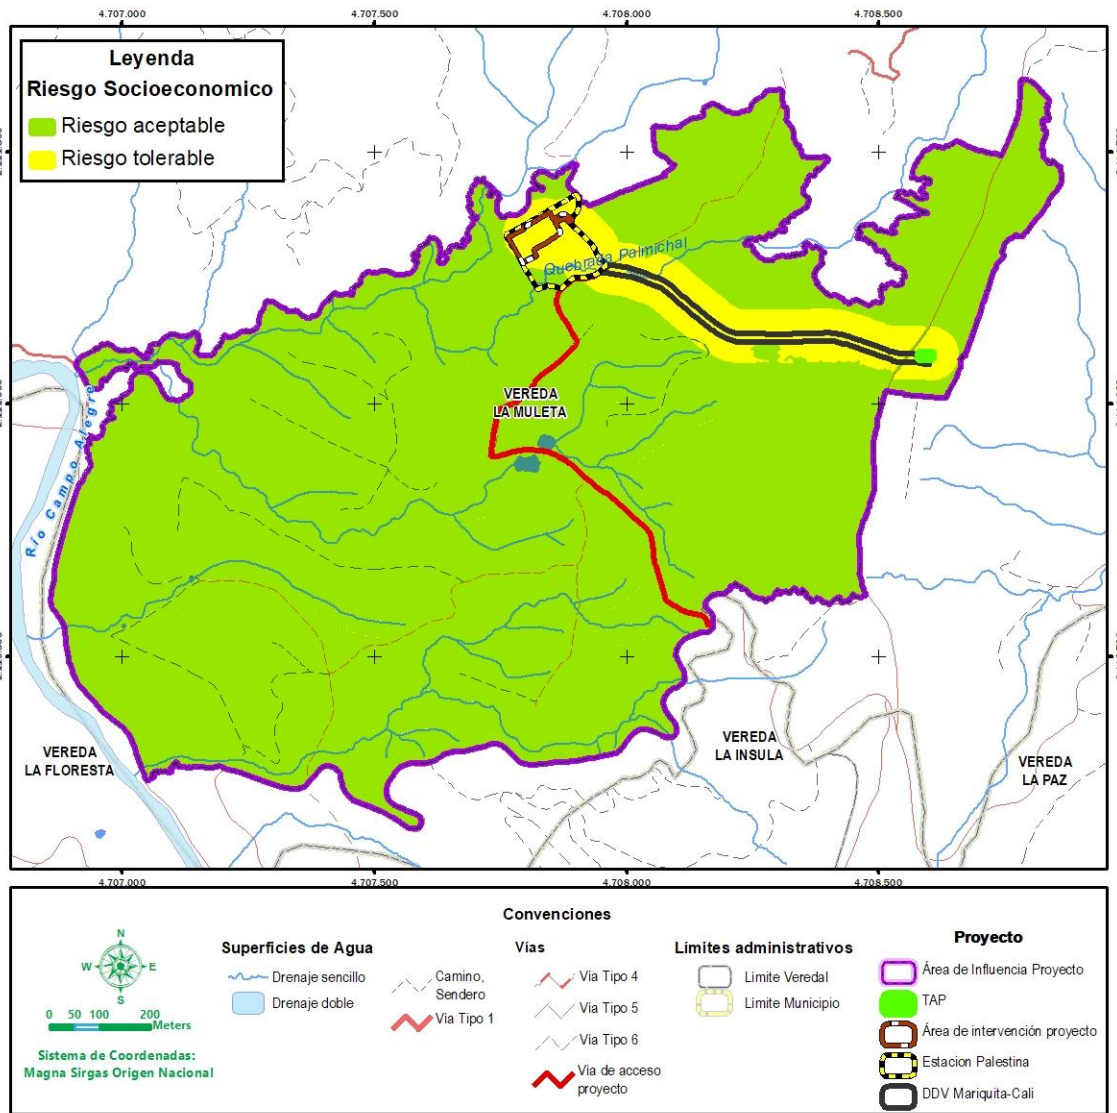 4.707.000 4.707.500 4.708.000 4.708.500
Leyenda
Riesgo Socioeconomico
Riesgo aceptable
Riesgo tolerable
Quebrada Palmichal
VEREDA
LA MULETA
Río Campo Alegre
VEREDA
LA FLORESTA
VEREDA
LA INSULA
VEREDA
LA PAZ
4.707.000 4.707.500 4.708.000 4.708.500
Convenciones
N
W E
S
0 50 100 200
Meters
Sistema de Coordenadas:
Magna Sirgas Origen Nacional
Superficies de Agua
Drenaje sencillo
Drenaje doble
Camino,
Sendero
Via Tipo 1
Vías
Via Tipo 4
Via Tipo 5
Via Tipo 6
Via de acceso
proyecto
Límites administrativos
Limite Veredal
Limite Municipio
Proyecto
Área de Influencia Proyecto
TAP
Área de intervención proyecto
Estacion Palestina
DDV Mariquita-Cali